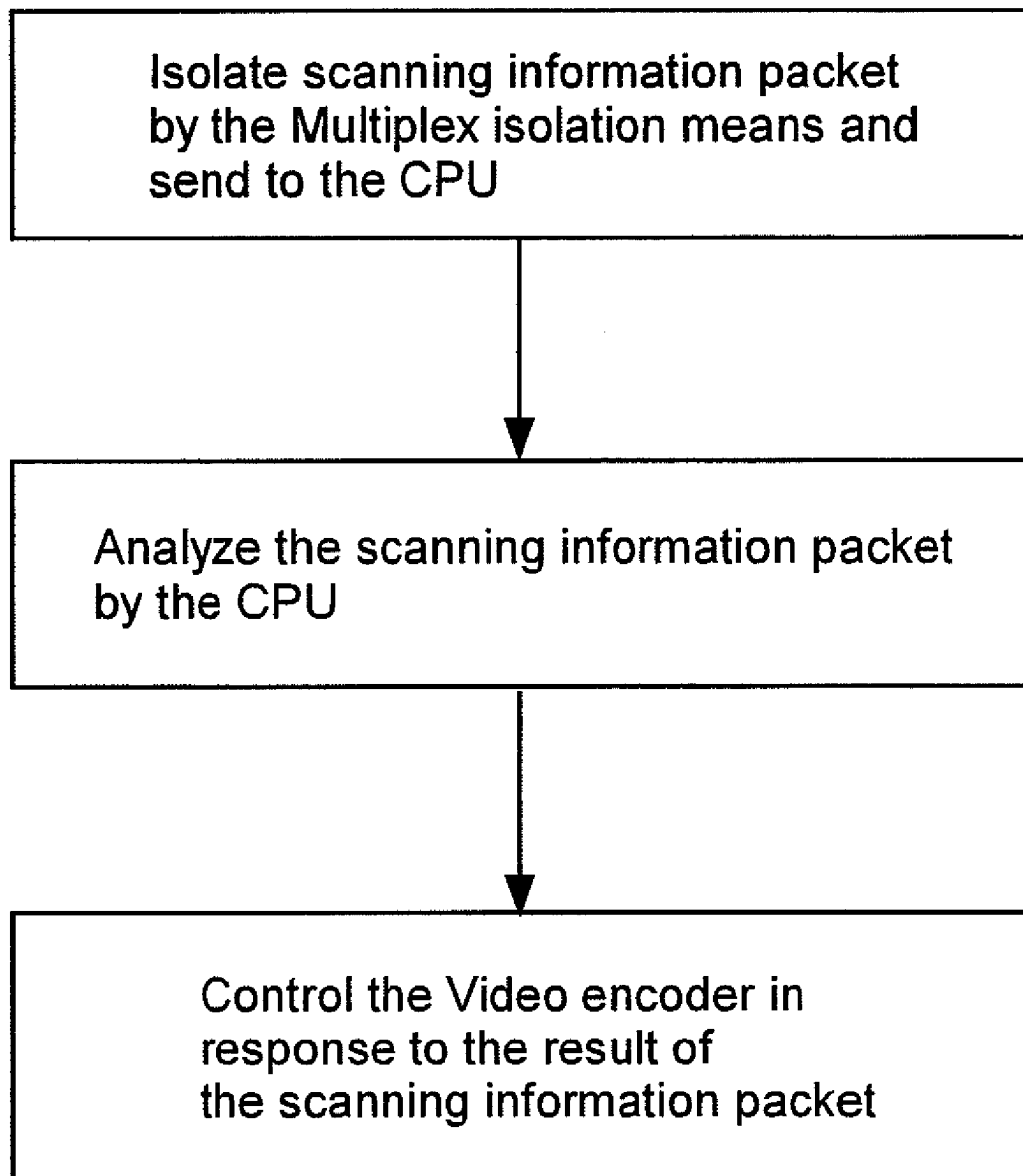 Isolate scanning information packet
by the Multiplex isolation means and
send to the CPU
Analyze the scanning information packet
by the CPU
Control the Video encoder in
response to the result of
the scanning information packet